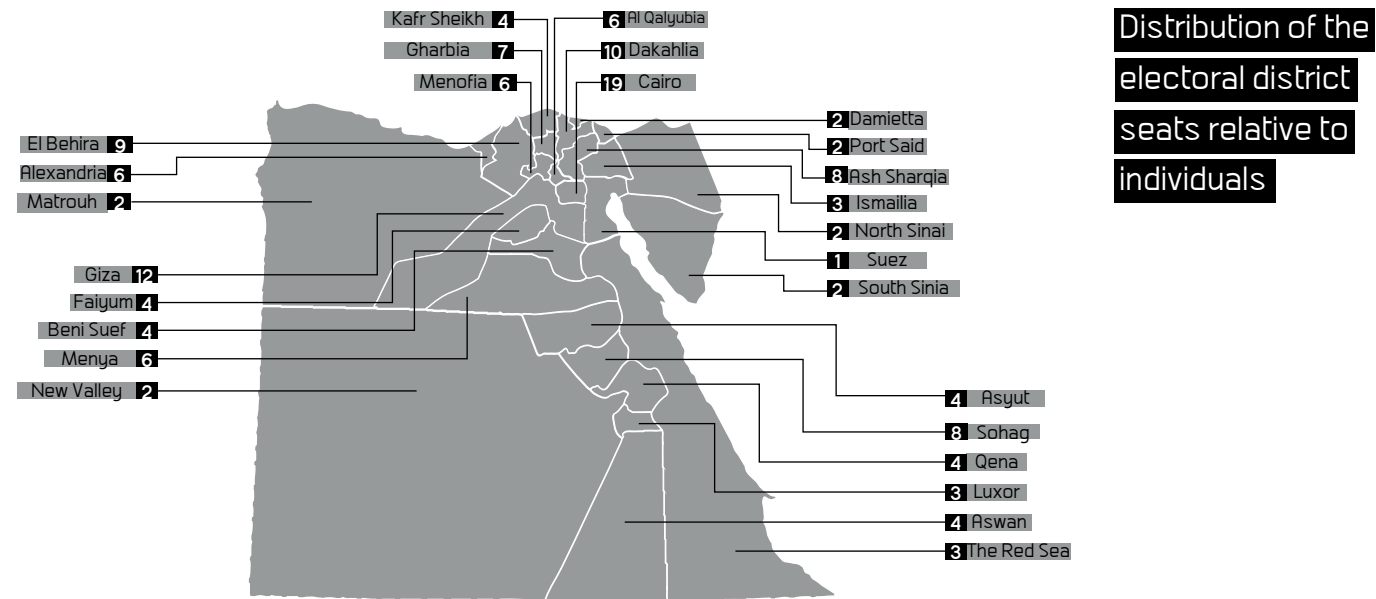 Distribution of the
electoral district
seats relative to
individuals
Kafr Sheikh 4
Gharbia 7
Menofia 6
6 Al Qalyubia
10 Dakahlia
19 Cairo
El Behira 9
Alexandria 6
Matrouh 2
Giza 12
Faiyum 4
Beni Suef 4
Menya 6
New Valley 2
2 Damietta
2 Port Said
8 Ash Sharqia
3 Ismailia
2 North Sinai
1 Suez
2 South Sinia
4 Asyut
8 Sohag
4 Qena
3 Luxor
4 Aswan
3 The Red Sea